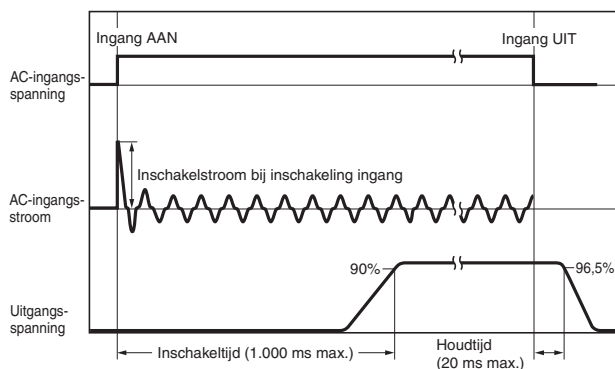 Ingang AAN
Ingang UIT
AC-ingangs-
spanning
Inschakelstroom bij inschakeling ingang
AC-ingangs-
stroom
90%
96,5%
Uitgangs-
spanning
Inschakeltijd (1.000 ms max.)
Houdtijd
(20 ms max.)